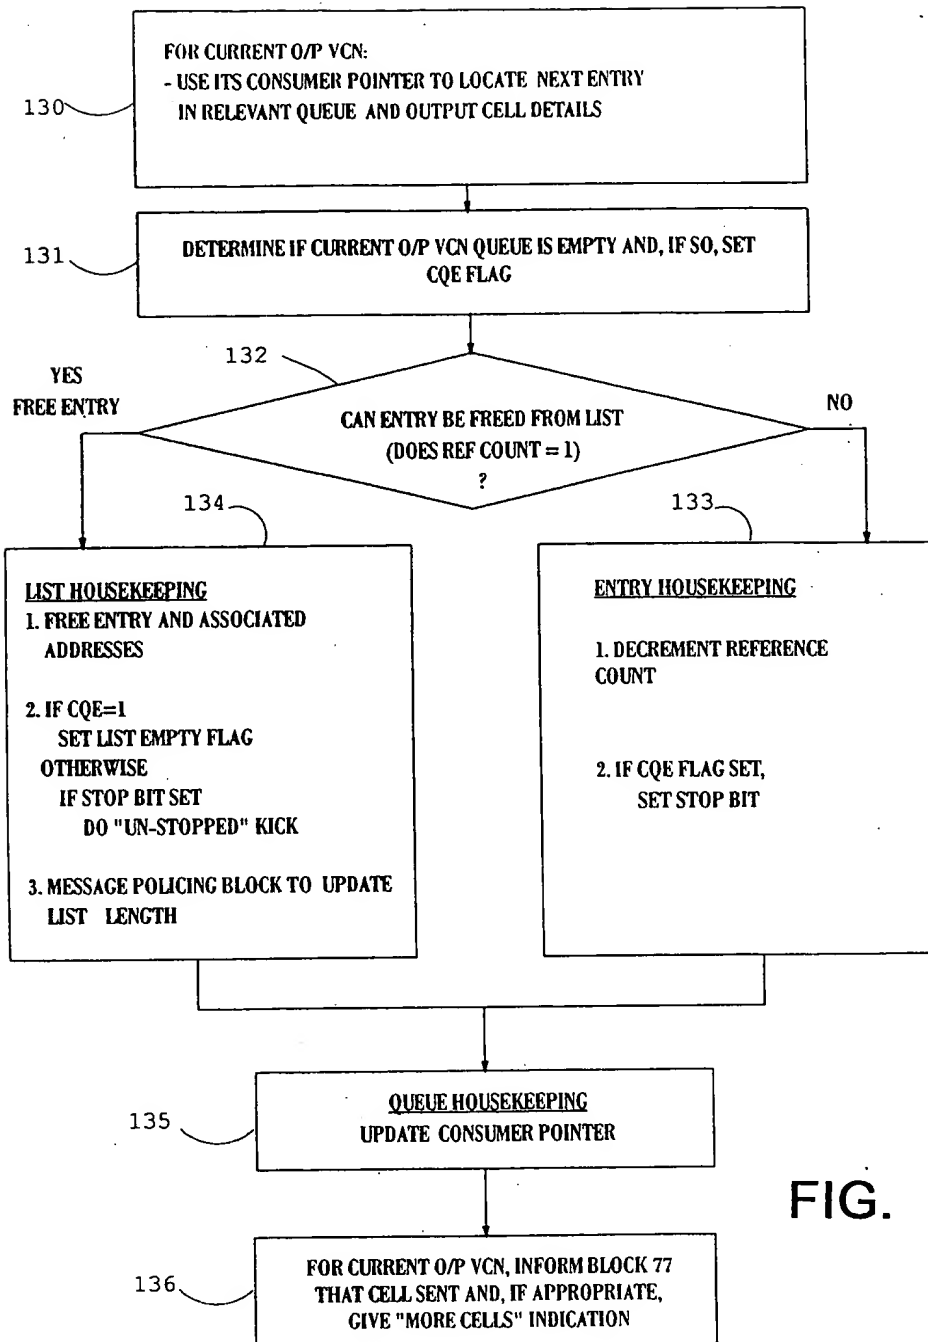 FOR CURRENT O/P VCN:
- USE ITS CONSUMER POINTER TO LOCATE NEXT ENTRY
IN RELEVANT QUEUE AND OUTPUT CELL DETAILS
130
DETERMINE IF CURRENT O/P VCN QUEUE IS EMPTY AND, IF SO, SET
CQE FLAG
131
132
YES
FREE ENTRY
CAN ENTRY BE FREED FROM LIST
(DOES REF COUNT = 1)
?
NO
134
133
LIST HOUSEKEEPING
1. FREE ENTRY AND ASSOCIATED
ADDRESSES
2. IF CQE=1
SET LIST EMPTY FLAG
OTHERWISE
IF STOP BIT SET
DO "UN-STOPPED" KICK
3. MESSAGE POLICING BLOCK TO UPDATE
LIST LENGTH
ENTRY HOUSEKEEPING
1. DECREMENT REFERENCE
COUNT
2. IF CQE FLAG SET,
SET STOP BIT
QUEUE HOUSEKEEPING
UPDATE CONSUMER POINTER
135
FIG.
FOR CURRENT O/P VCN, INFORM BLOCK 77
THAT CELL SENT AND, IF APPROPRIATE,
GIVE "MORE CELLS" INDICATION
136